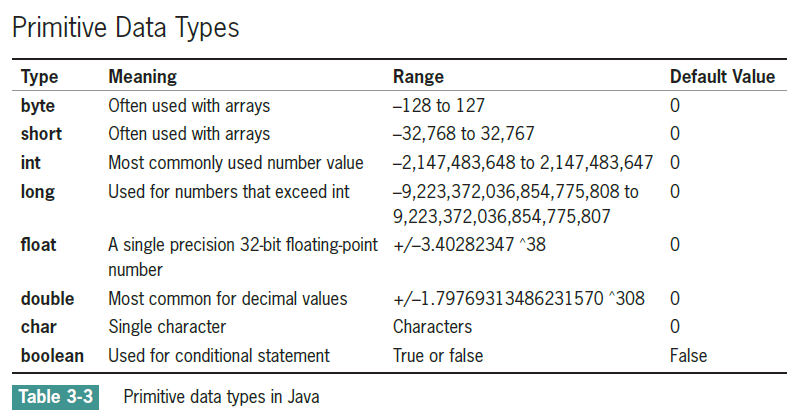 Primitive Data Types
Type Meaning Range Default Value
byte Often used with arrays –128 to 127 0
short Often used with arrays –32,768 to 32,767 0
int Most commonly used number value –2,147,483,648 to 2,147,483,647 0
long Used for numbers that exceed int –9,223,372,036,854,775,808 to 0
9,223,372,036,854,775,807
float A single precision 32-bit floating-point +/–3.40282347 ^38 0
number
double Most common for decimal values +/–1.79769313486231570 ^308 0
char Single character Characters 0
boolean Used for conditional statement True or false False
Table 3-3 Primitive data types in Java